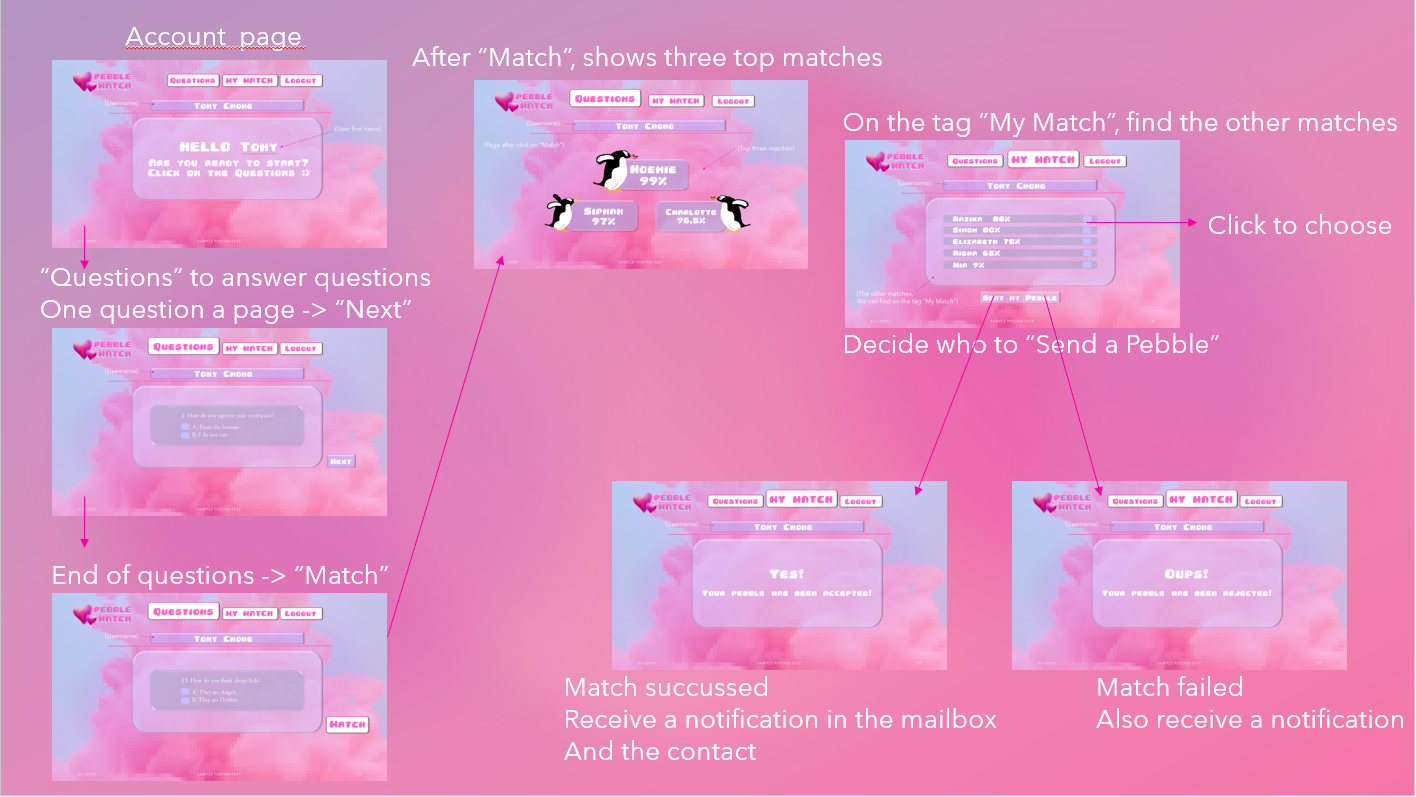 Account page
PEBBLE
MATCH
QUESTIONS
MY MATCH
LOGOUT
(Username)
TONY CHONG
(User first name)
HELLO TONY
ARE YOU READY TO START?
CLICK ON THE QUESTIONS :)
SAMPLE FOOTER TEXT
“Questions” to answer questions
One question a page -> “Next”
PEBBLE
MATCH
QUESTIONS
MY MATCH
LOGOUT
(Username)
TONY CHONG
1. How do you squeeze your toothpaste?
A: From the bottom
B: I do not care
NEXT
SAMPLE FOOTER TEXT
End of questions -> “Match”
PEBBLE
MATCH
QUESTIONS
MY MATCH
LOGOUT
(Username)
TONY CHONG
15. How do you think about kids?
A: They are Angels
B: They are Diablos
MATCH
SAMPLE FOOTER TEXT
After “Match”, shows three top matches
PEBBLE
MATCH
QUESTIONS
MY MATCH
LOGOUT
(Username)
TONY CHONG
(Page after click on “Match”)
(Top three matches)
NOEMIE
99%
SIPHAN
97%
CHARLOTTE
96.5%
SAMPLE FOOTER TEXT
On the tag “My Match”, find the other matches
PEBBLE
MATCH
QUESTIONS
MY MATCH
LOGOUT
(Username)
TONY CHONG
RAZIKA 88%
SIMON 80%
ELIZABETH 78%
65%
9%
(The other matches,
We can find on the tag “My Match”)
MY PEBBLE
SAMPLE FOOTER TEXT
Click to choose
Decide who to “Send a Pebble”
PEBBLE
MATCH
QUESTIONS
MY MATCH
LOGOUT
(Username)
TONY CHONG
YES!
YOUR PEBBLE HAS BEEN ACCEPTED!
SAMPLE FOOTER TEXT
Match succussed
Receive a notification in the mailbox
And the contact
PEBBLE
MATCH
QUESTIONS
MY MATCH
LOGOUT
(Username)
TONY CHONG
OUPS!
YOUR PEBBLE HAS BEEN REJECTED!
SAMPLE FOOTER TEXT
Match failed
Also receive a notification